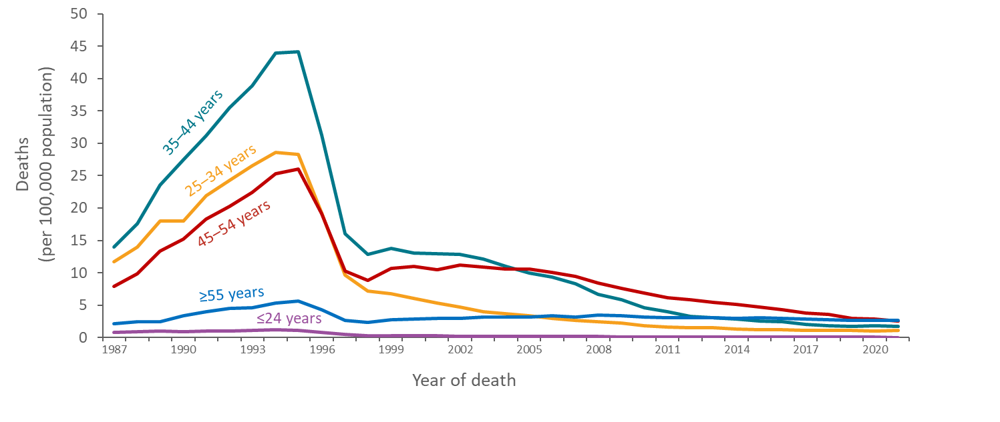 50
45
40
35
30
25
20
15
10
5
0
Deaths
(per 100,000 population)
35–44 years
25–34 years
45–54 years
≥55 years
≤24 years
1987 1990 1993 1996 1999 2002 2005 2008 2011 2014 2017 2020
Year of death